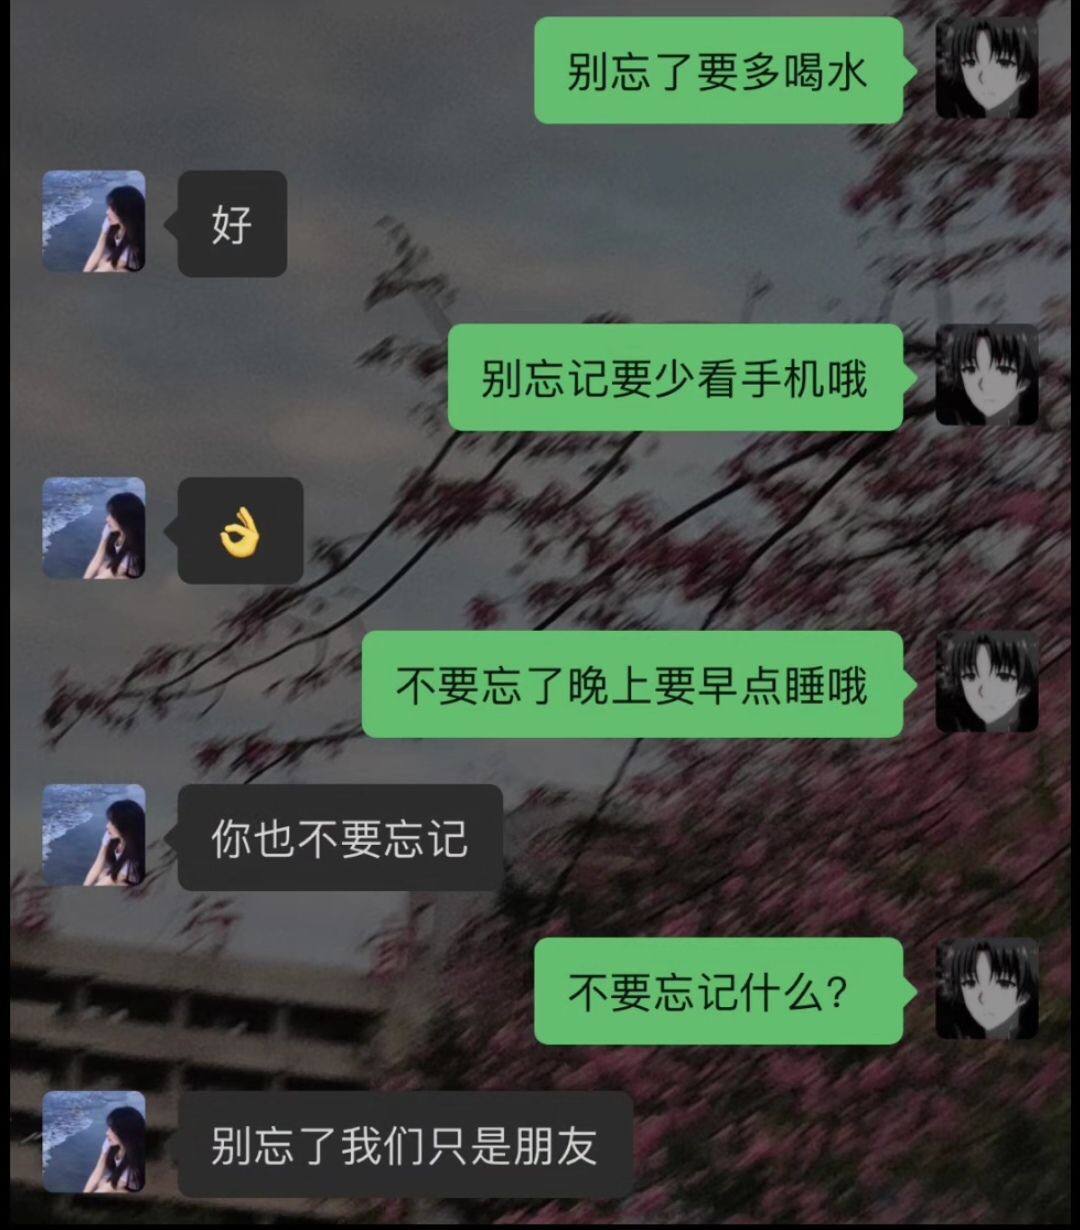 别忘了要多喝水
好
别忘记要少看手机哦
👌
不要忘了晚上要早点睡哦
你也不要忘记
不要忘记什么?
别忘了我们只是朋友